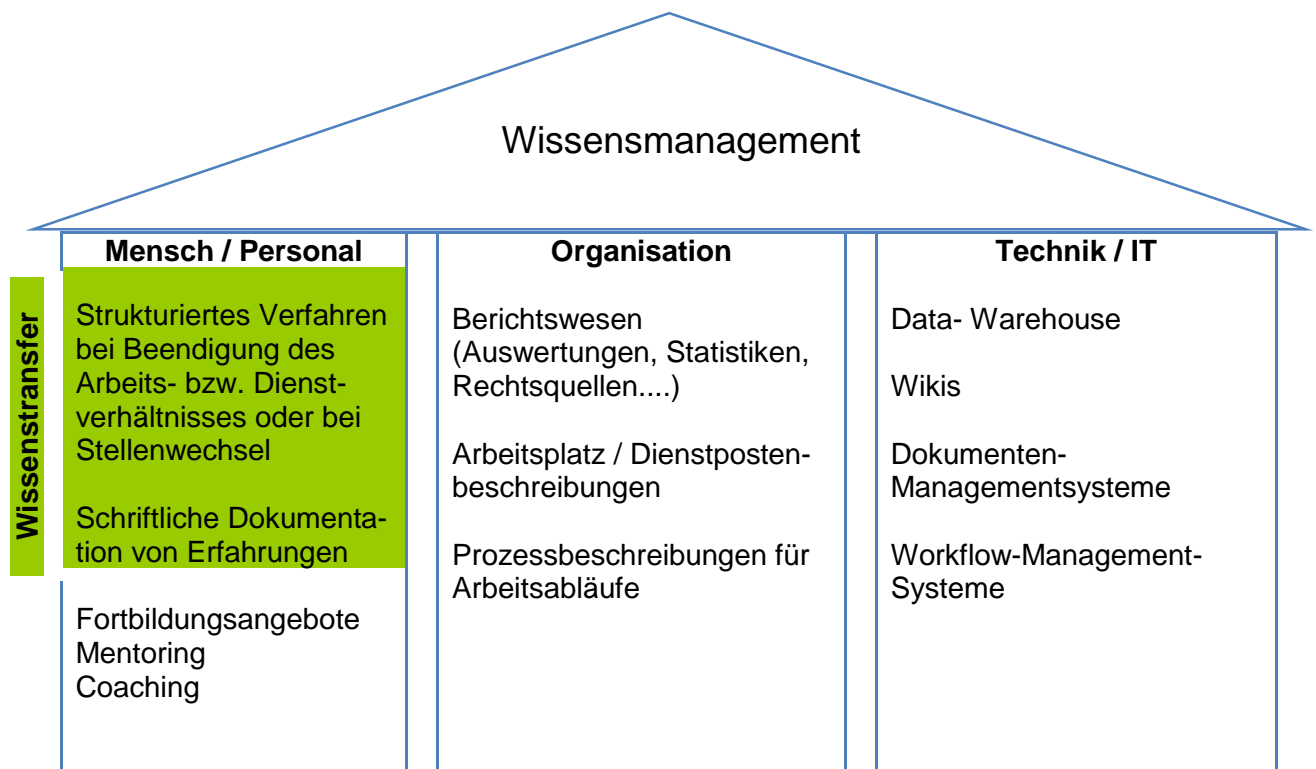 Wissensmanagement
Wissenstransfer
Mensch / Personal
Strukturiertes Verfahren
bei Beendigung des
Arbeits- bzw. Dienst-
verhältnisses oder bei
Stellenwechsel
Schriftliche Dokumenta-
tion von Erfahrungen
Fortbildungsangebote
Mentoring
Coaching
Organisation
Berichtswesen
(Auswertungen, Statistiken,
Rechtsquellen....)
Arbeitsplatz / Dienstposten-
beschreibungen
Prozessbeschreibungen für
Arbeitsabläufe
Technik / IT
Data- Warehouse
Wikis
Dokumenten-
Managementsysteme
Workflow-Management-
Systeme